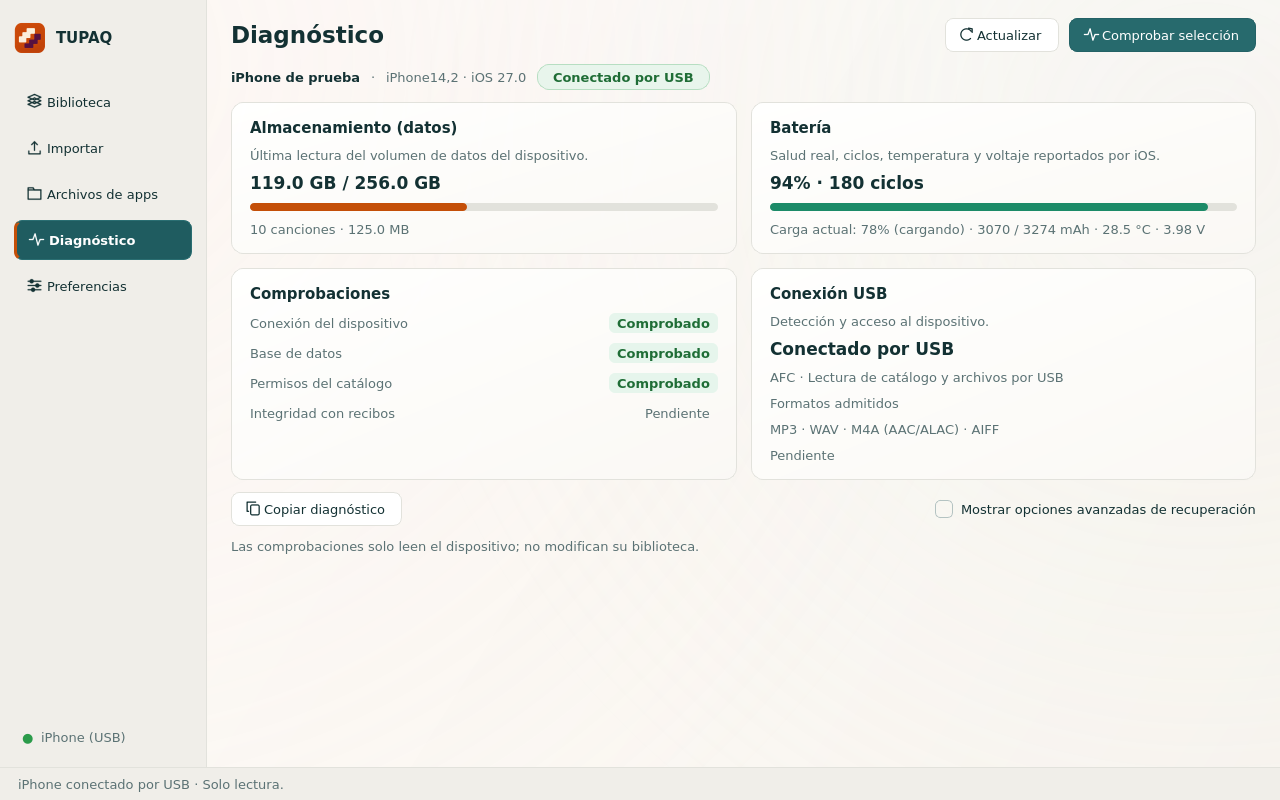 TUPAQ
Biblioteca
Importar
Archivos de apps
Diagnóstico
Preferencias
iPhone (USB)
Diagnóstico
Actualizar
Comprobar selección
iPhone de prueba · iPhone14,2 · iOS 27.0
Conectado por USB
Almacenamiento (datos)
Última lectura del volumen de datos del dispositivo.
119.0 GB / 256.0 GB
10 canciones · 125.0 MB
Batería
Salud real, ciclos, temperatura y voltaje reportados por iOS.
94% · 180 ciclos
Carga actual: 78% (cargando) · 3070 / 3274 mAh · 28.5 °C · 3.98 V
Comprobaciones
Conexión del dispositivo Comprobado
Base de datos Comprobado
Permisos del catálogo Comprobado
Integridad con recibos Pendiente
Conexión USB
Detección y acceso al dispositivo.
Conectado por USB
AFC · Lectura de catálogo y archivos por USB
Formatos admitidos
MP3 · WAV · M4A (AAC/ALAC) · AIFF
Pendiente
Copiar diagnóstico
Mostrar opciones avanzadas de recuperación
Las comprobaciones solo leen el dispositivo; no modifican su biblioteca.
iPhone conectado por USB · Solo lectura.